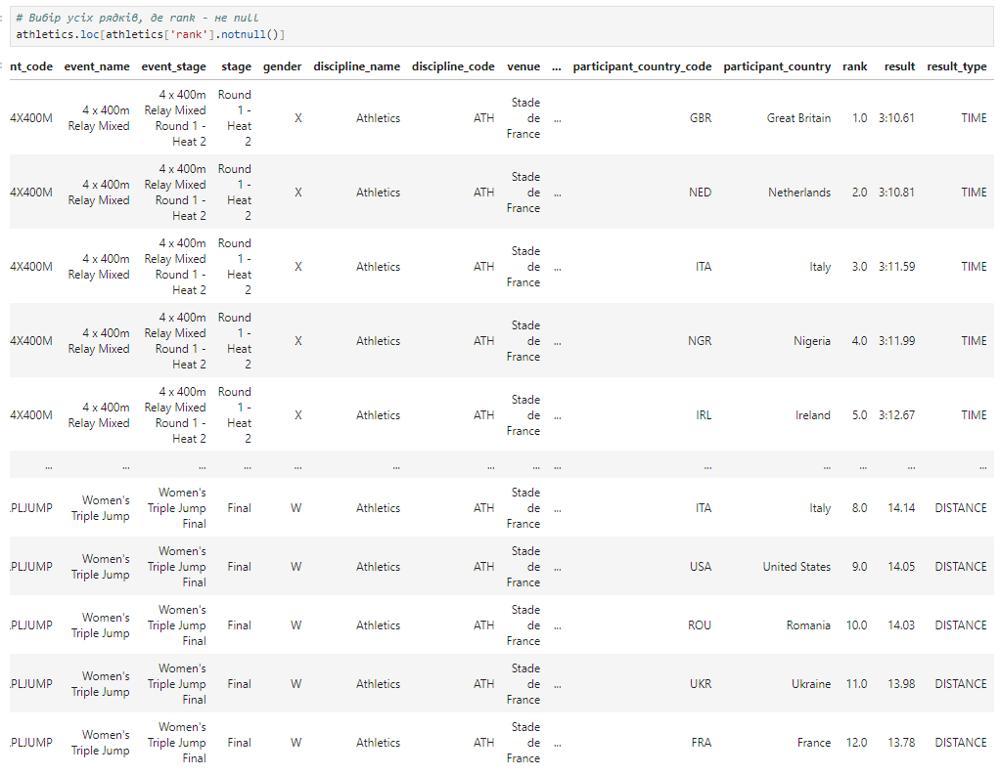 # Вибір усіх рядків, де rank - не null
athletics.loc[athletics['rank'].notnull()]
nt_code event_name event_stage stage gender discipline_name discipline_code venue ... participant_country_code participant_country rank result result_type
4X400M 4 x 400m Relay Mixed 4 x 400m Relay Mixed Round 1 - Heat 2 Round 1 - Heat 2 X Athletics ATH Stade de France ... GBR Great Britain 1.0 3:10.61 TIME
4X400M 4 x 400m Relay Mixed 4 x 400m Relay Mixed Round 1 - Heat 2 Round 1 - Heat 2 X Athletics ATH Stade de France ... NED Netherlands 2.0 3:10.81 TIME
4X400M 4 x 400m Relay Mixed 4 x 400m Relay Mixed Round 1 - Heat 2 Round 1 - Heat 2 X Athletics ATH Stade de France ... ITA Italy 3.0 3:11.59 TIME
4X400M 4 x 400m Relay Mixed 4 x 400m Relay Mixed Round 1 - Heat 2 Round 1 - Heat 2 X Athletics ATH Stade de France ... NGR Nigeria 4.0 3:11.99 TIME
4X400M 4 x 400m Relay Mixed 4 x 400m Relay Mixed Round 1 - Heat 2 Round 1 - Heat 2 X Athletics ATH Stade de France ... IRL Ireland 5.0 3:12.67 TIME
... ... ... ... ... ... ... ... ... ... ... ... ... ...
.PLJUMP Women's Triple Jump Women's Triple Jump Final Final W Athletics ATH Stade de France ... ITA Italy 8.0 14.14 DISTANCE
.PLJUMP Women's Triple Jump Women's Triple Jump Final Final W Athletics ATH Stade de France ... USA United States 9.0 14.05 DISTANCE
.PLJUMP Women's Triple Jump Women's Triple Jump Final Final W Athletics ATH Stade de France ... ROU Romania 10.0 14.03 DISTANCE
.PLJUMP Women's Triple Jump Women's Triple Jump Final Final W Athletics ATH Stade de France ... UKR Ukraine 11.0 13.98 DISTANCE
.PLJUMP Women's Triple Jump Women's Triple Jump Final Final W Athletics ATH Stade de France ... FRA France 12.0 13.78 DISTANCE